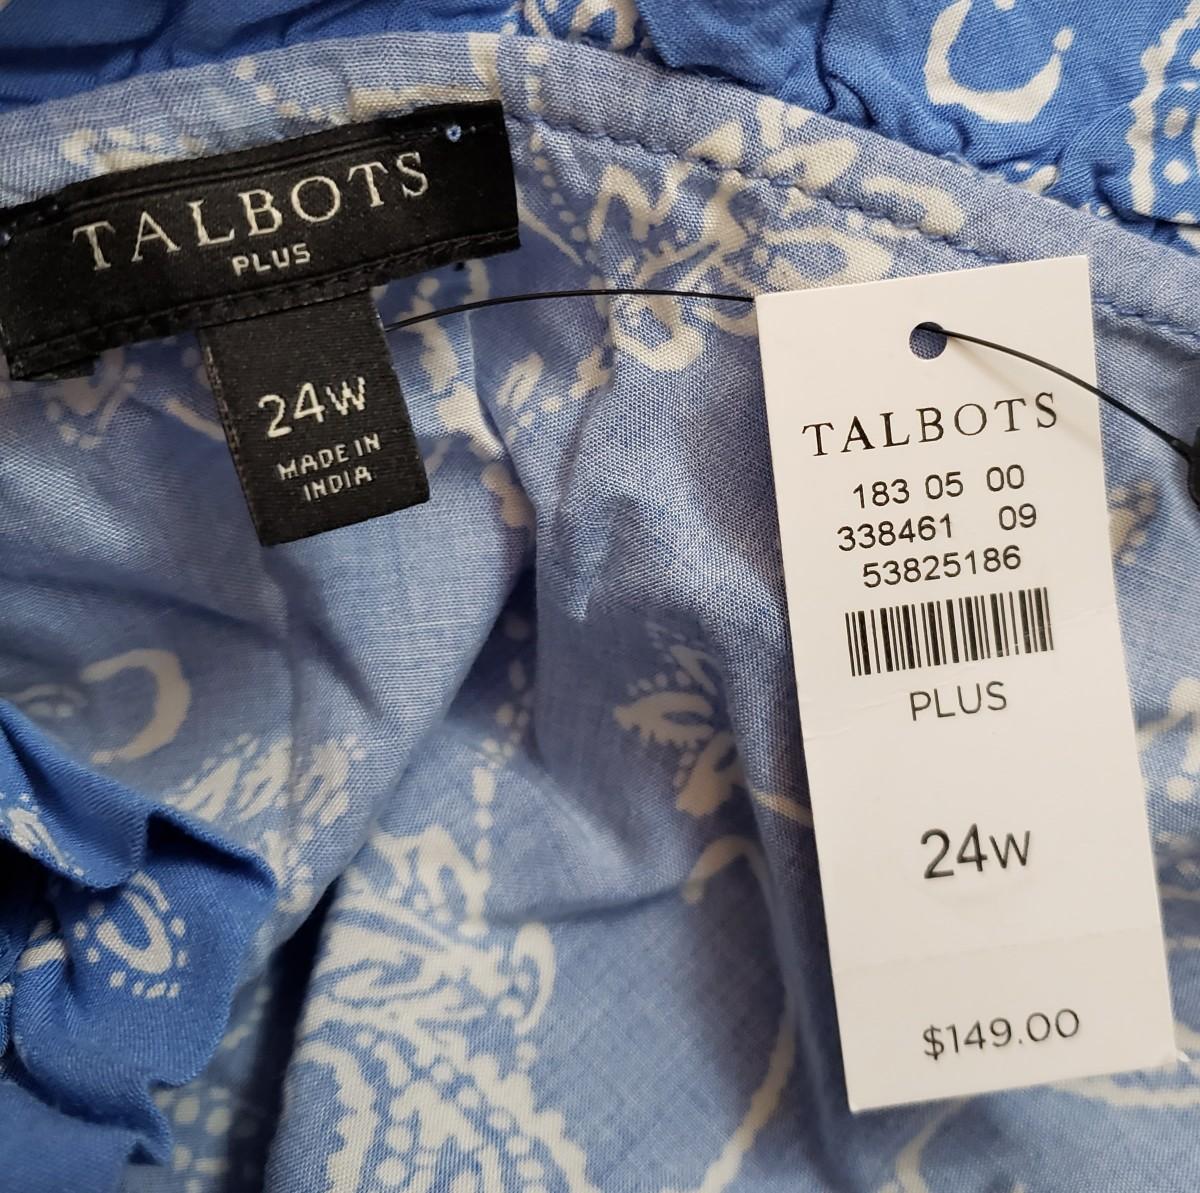 TALBOTS
PLUS
24W
MADE IN
INDIA
TALBOTS
183 05 00
338461 09
53825186
PLUS
24W
$149.00